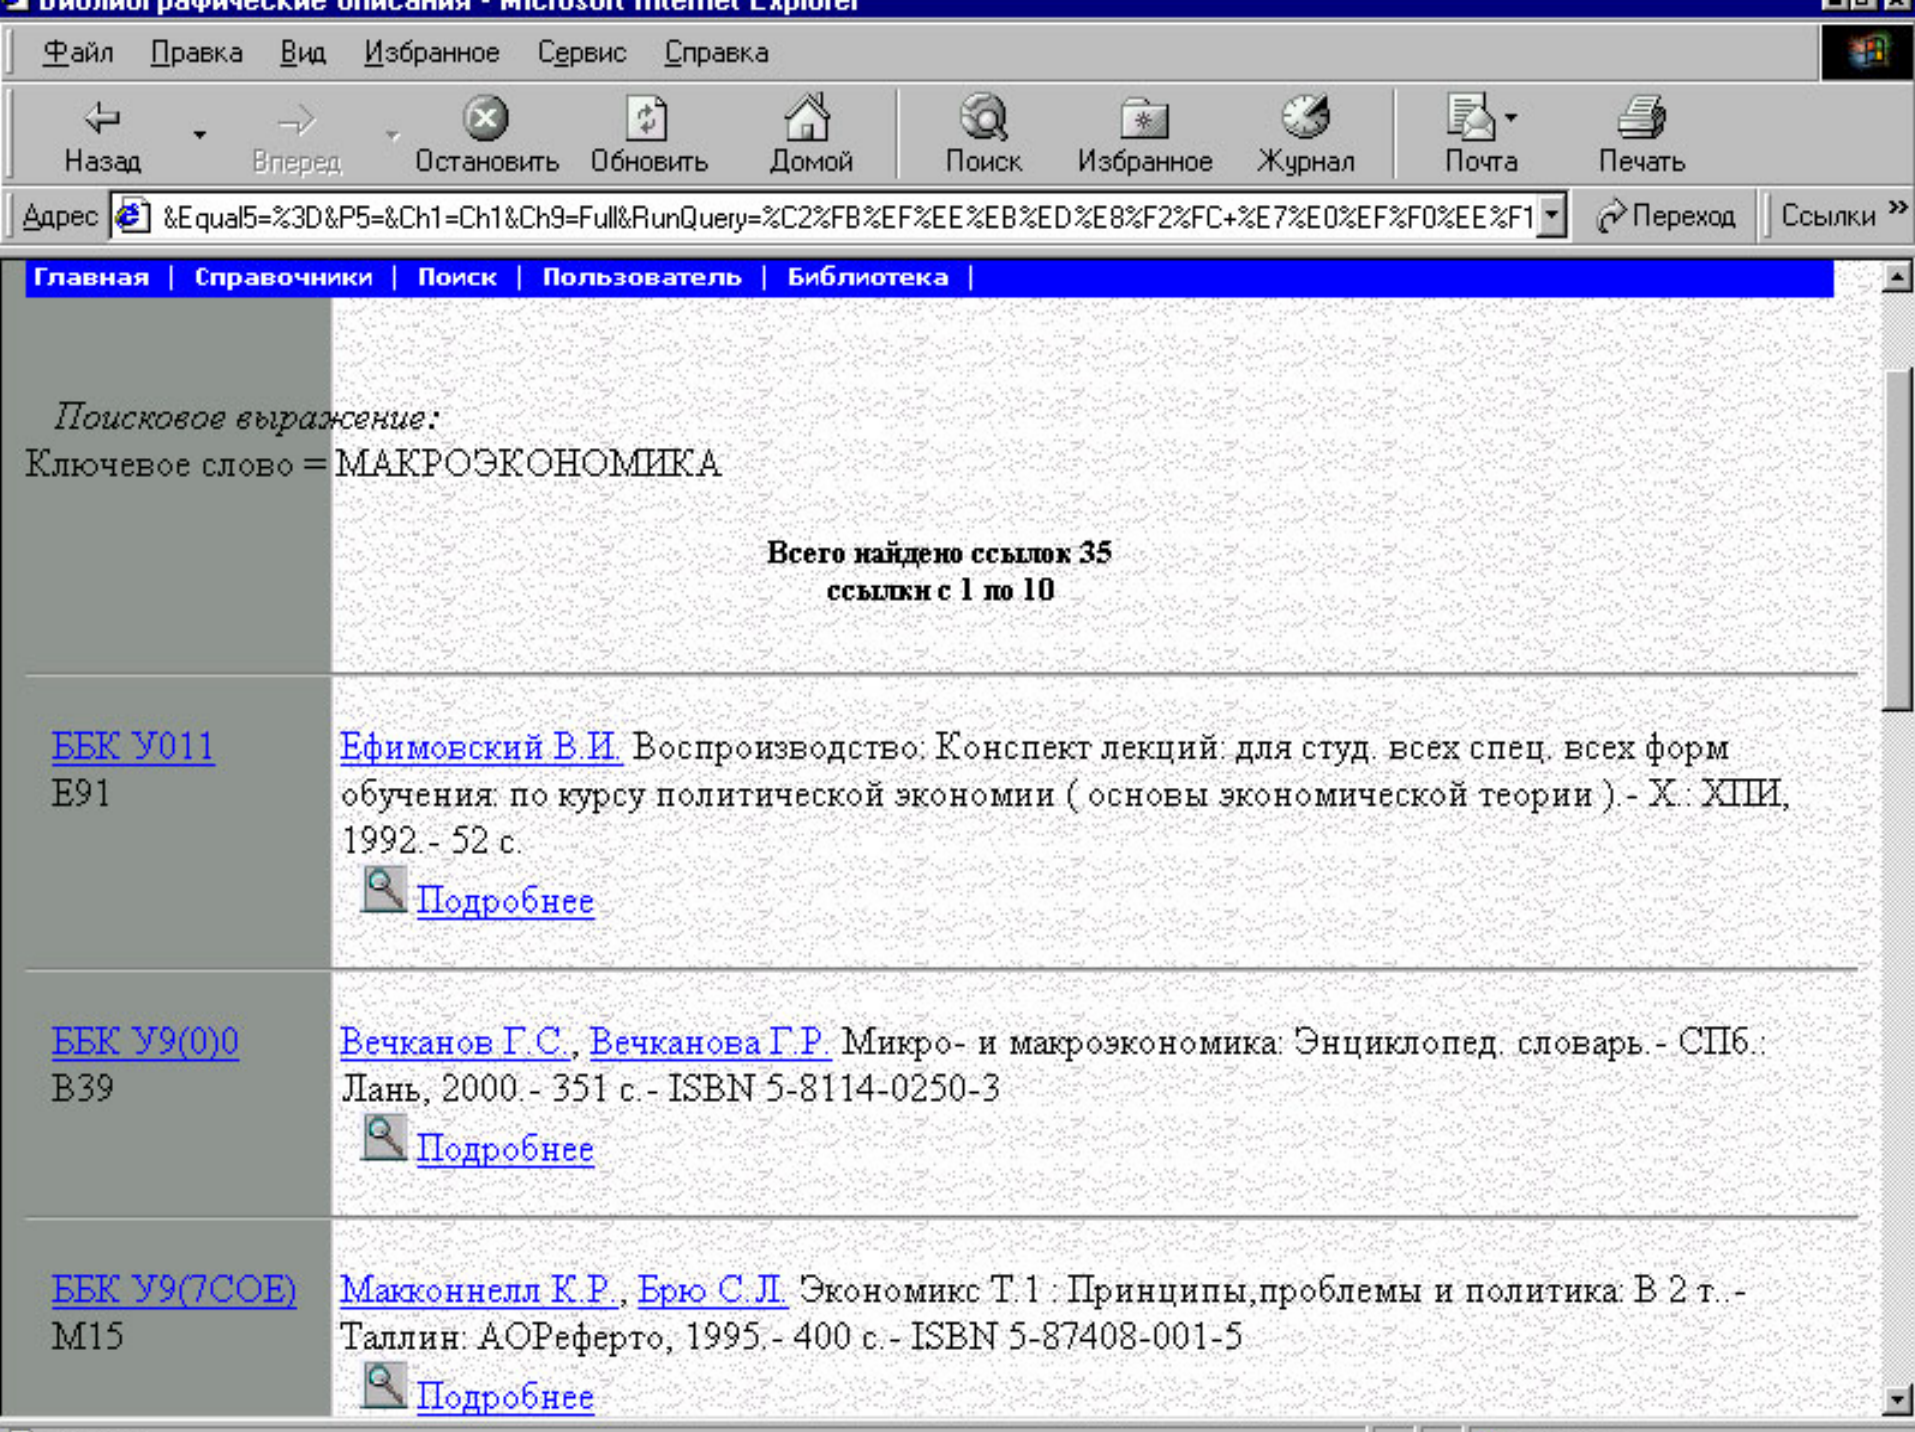 Библиографические описания - Microsoft Internet Explorer
Файл Правка Вид Избранное Сервис Справка
Назад Вперед Остановить Обновить Домой Поиск Избранное Журнал Почта Печать
Адрес &Equal5=%3D&P5=&Ch1=Ch1&Ch9=Full&RunQuery=%C2%FB%EF%EE%EB%ED%E8%F2%FC+%E7%E0%EF%F0%EE%F1 Переход Ссылки »
Главная | Справочники | Поиск | Пользователь | Библиотека |
Поисковое выражение:
Ключевое слово = МАКРОЭКОНОМИКА
Всего найдено ссылок 35
ссылки с 1 по 10
ББК У011
Е91
Ефимовский В.И. Воспроизводство: Конспект лекций: для студ. всех спец. всех форм
обучения: по курсу политической экономии ( основы экономической теории ).- Х.: ХПИ,
1992.- 52 с.
Подробнее
ББК У9(0)0
В39
Вечканов Г.С., Вечканова Г.Р. Микро- и макроэкономика: Энциклопед. словарь.- СПб.:
Лань, 2000.- 351 с.- ISBN 5-8114-0250-3
Подробнее
ББК У9(7СОЕ)
М15
Макконнелл К.Р., Брю С.Л. Экономикс Т.1 : Принципы,проблемы и политика: В 2 т..-
Таллин: АОРеферто, 1995.- 400 с.- ISBN 5-87408-001-5
Подробнее